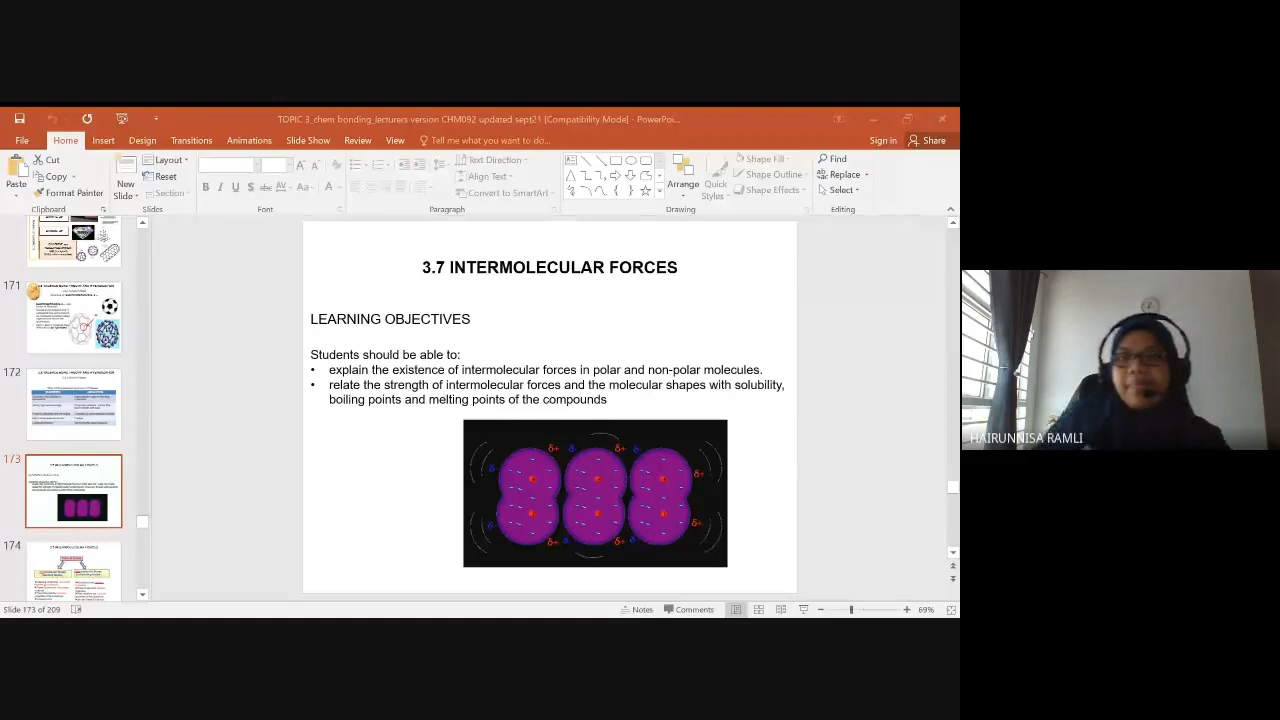 TOPIC 3_chem bonding_lecturers version CHM092 updated sept21 [Compatibility Mode] - PowerPoi...
File Home Insert Design Transitions Animations Slide Show Review View Tell me what you want to do... Sign in Share
Paste
Cut
Copy
Format Painter
Clipboard
New
Slide
Layout
Reset
Section
Slides
B I U S abc AV Aa A
Font
Text Direction
Align Text
Convert to SmartArt
Paragraph
Arrange
Quick
Styles
Shape Fill
Shape Outline
Shape Effects
Drawing
Find
Replace
Select
Editing
171
172
173
174
3.7 INTERMOLECULAR FORCES
LEARNING OBJECTIVES
Students should be able to:
• explain the existence of intermolecular forces in polar and non-polar molecules.
• relate the strength of intermolecular forces and the molecular shapes with solubility,
boiling points and melting points of the compounds
δ+ δ- δ+ δ-
δ- δ+
δ- δ+
δ+ δ- δ+ δ-
HAIRUNNISA RAMLI
Slide 173 of 209
Notes Comments 69%